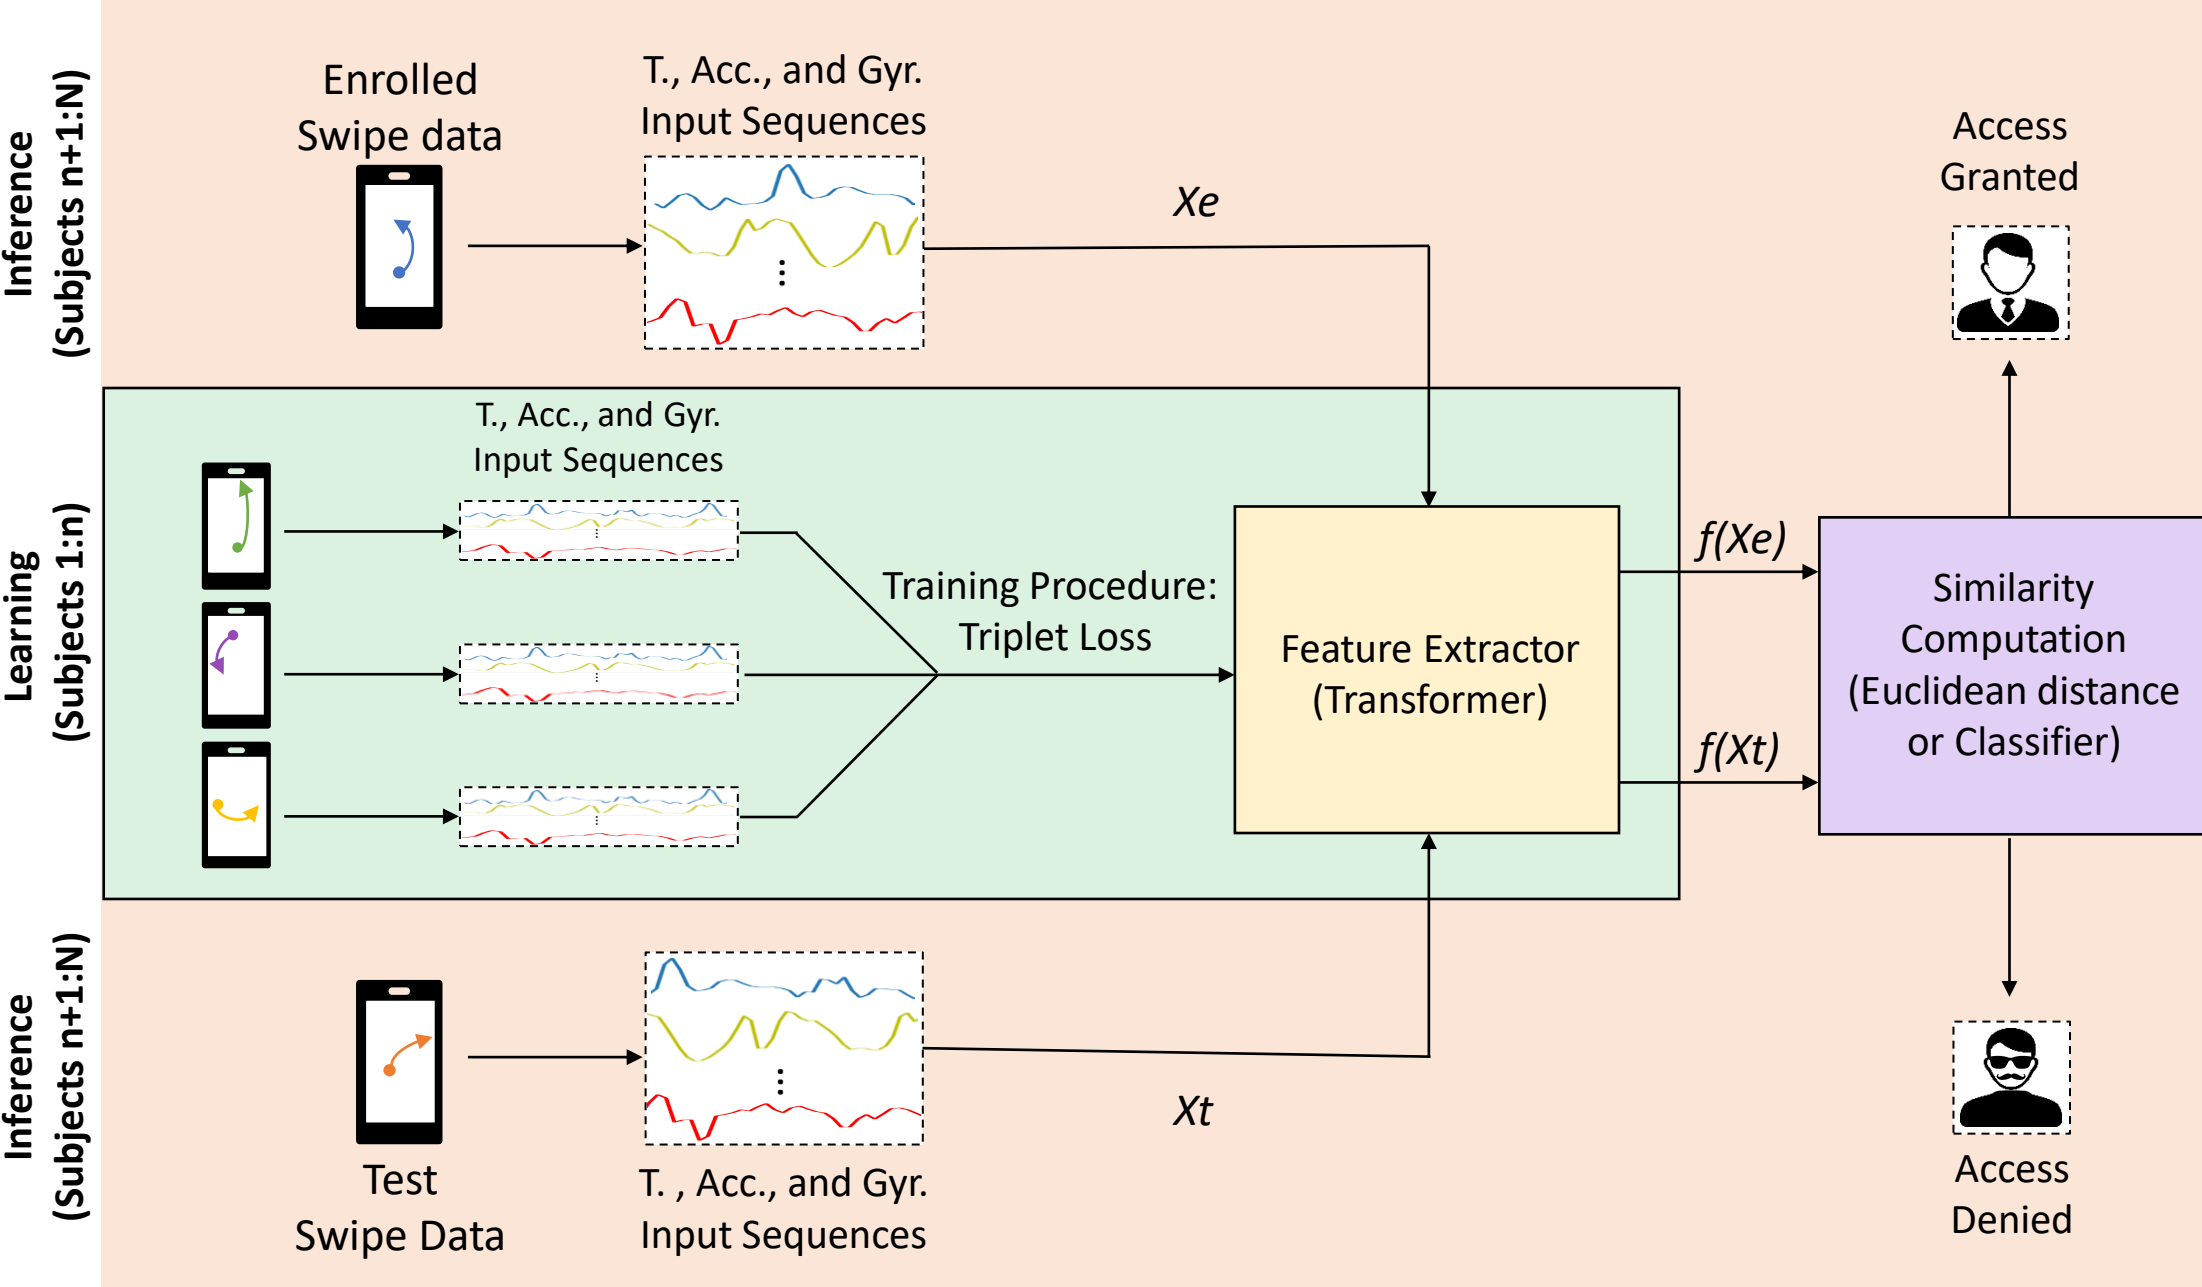 Inference
(Subjects n+1:N)
Enrolled
Swipe data
T., Acc., and Gyr.
Input Sequences
Xe
Access
Granted
Learning
(Subjects 1:n)
T., Acc., and Gyr.
Input Sequences
Training Procedure:
Triplet Loss
Feature Extractor
(Transformer)
f(Xe)
f(Xt)
Similarity
Computation
(Euclidean distance
or Classifier)
Inference
(Subjects n+1:N)
Test
Swipe Data
T. , Acc., and Gyr.
Input Sequences
Xt
Access
Denied